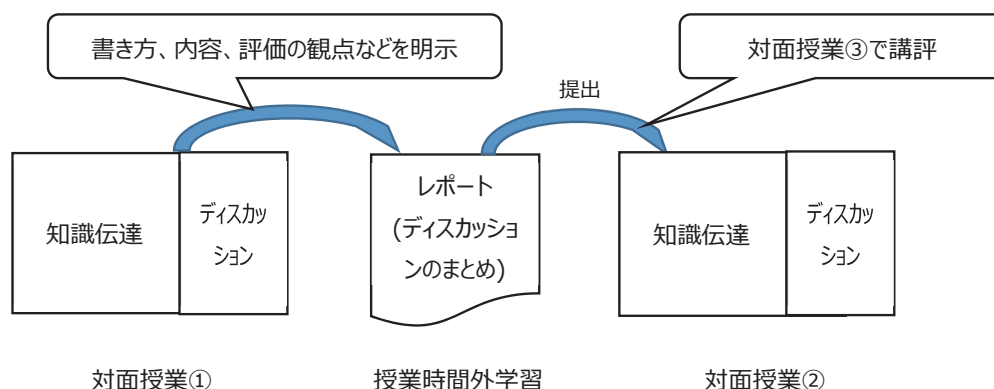 書き方、内容、評価の観点などを明示
対面授業③で講評
提出
知識伝達
ディスカッ
ション
レポート
(ディスカッショ
ンのまとめ)
知識伝達
ディスカッ
ション
対面授業①
授業時間外学習
対面授業②